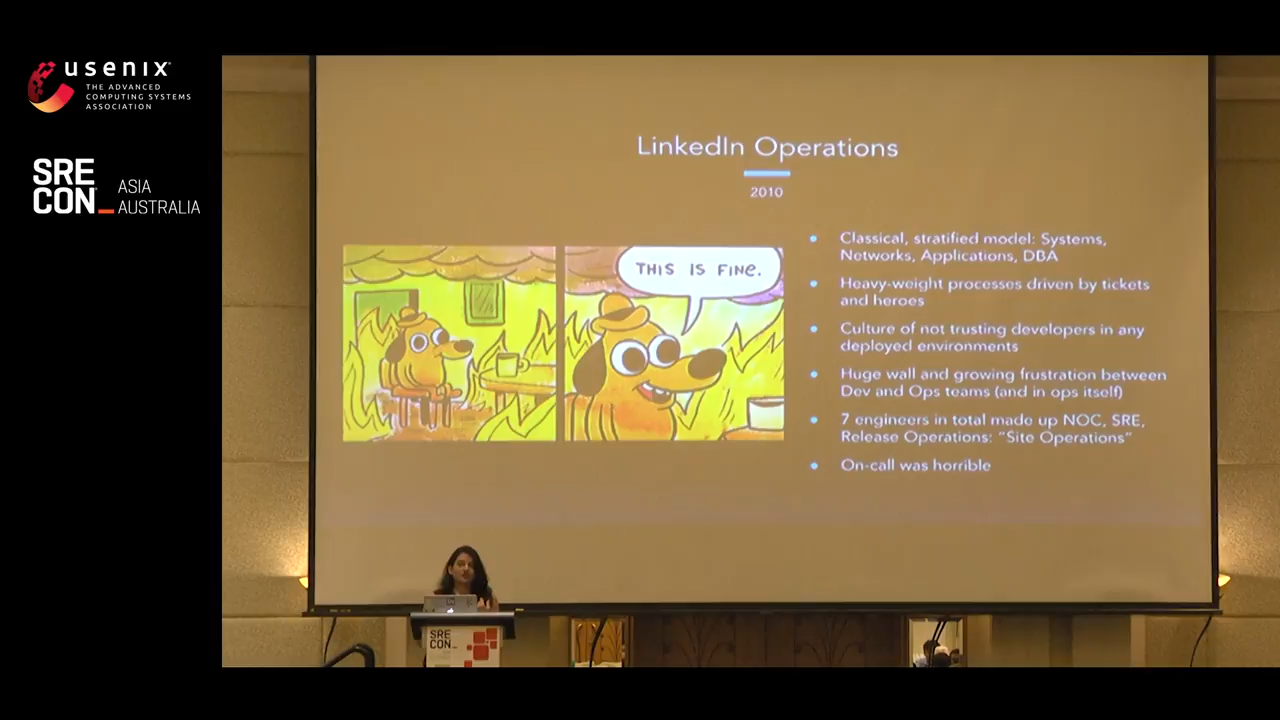 usenix
THE ADVANCED
COMPUTING SYSTEMS
ASSOCIATION
SRE
CON
ASIA
AUSTRALIA
LinkedIn Operations
2010
THIS IS FINE.
Classical, stratified model: Systems,
Networks, Applications, DBA
Heavy-weight processes driven by tickets
and heroes
Culture of not trusting developers in any
deployed environments
Huge wall and growing frustration between
Dev and Ops teams (and in ops itself)
7 engineers in total made up NOC, SRE,
Release Operations: "Site Operations"
On-call was horrible
SRE
CON